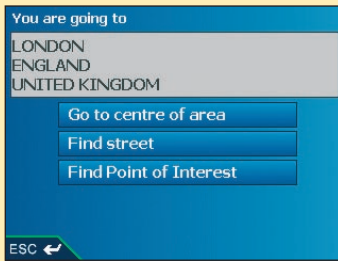 You are going to
LONDON
ENGLAND
UNITED KINGDOM
Go to centre of area
Find street
Find Point of Interest
ESC